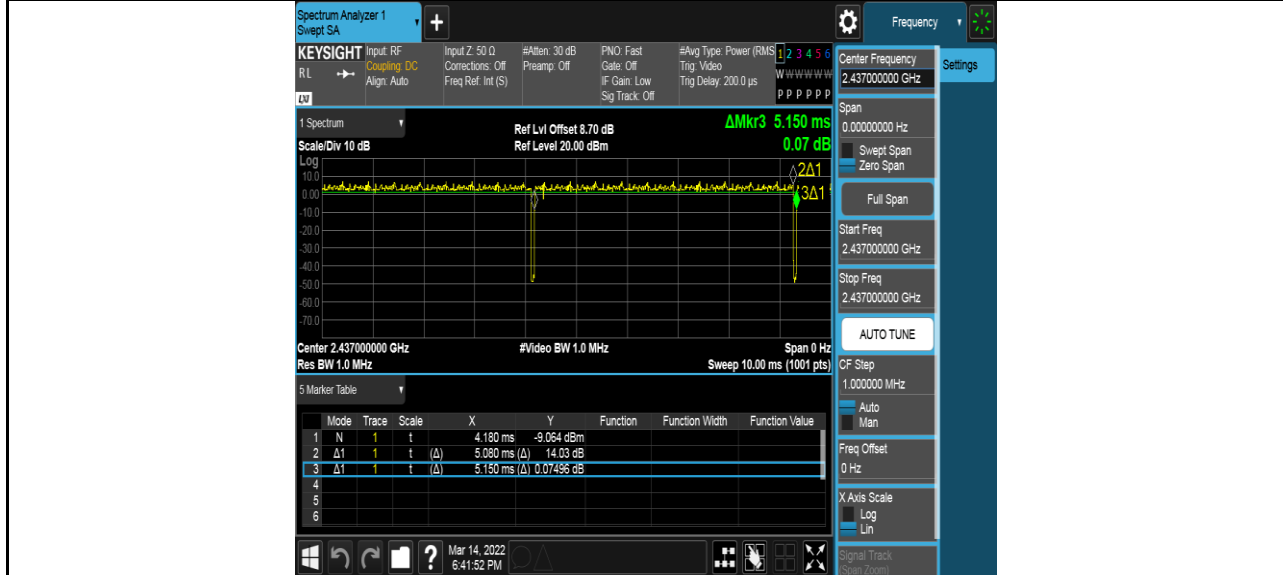 Spectrum Analyzer 1
Swept SA
Frequency
KEYSIGHT
RL
LXI
Input: RF
Coupling: DC
Align: Auto
Input Z: 50 Ω
Corrections: Off
Freq Ref: Int (S)
#Atten: 30 dB
Preamp: Off
PNO: Fast
Gate: Off
IF Gain: Low
Sig Track: Off
#Avg Type: Power (RMS
Trig: Video
Trig Delay: 200.0 µs
1 2 3 4 5 6
W W W W W W
P P P P P P
1 Spectrum
Scale/Div 10 dB
Ref Lvl Offset 8.70 dB
Ref Level 20.00 dBm
ΔMkr3 5.150 ms
0.07 dB
Log
10.0
0.00
-10.0
-20.0
-30.0
-40.0
-50.0
-60.0
-70.0
1
2Δ1
3Δ1
Center 2.437000000 GHz
#Video BW 1.0 MHz
Span 0 Hz
Res BW 1.0 MHz
Sweep 10.00 ms (1001 pts)
5 Marker Table
Mode Trace Scale X Y Function Function Width Function Value
1 N 1 t 4.180 ms -9.064 dBm
2 Δ1 1 t (Δ) 5.080 ms (Δ) 14.03 dB
3 Δ1 1 t (Δ) 5.150 ms (Δ) 0.07496 dB
4
5
6
?
Mar 14, 2022
6:41:52 PM
Center Frequency
2.437000000 GHz
Settings
Span
0.00000000 Hz
Swept Span
Zero Span
Full Span
Start Freq
2.437000000 GHz
Stop Freq
2.437000000 GHz
AUTO TUNE
CF Step
1.000000 MHz
Auto
Man
Freq Offset
0 Hz
X Axis Scale
Log
Lin
Signal Track
(Span Zoom)